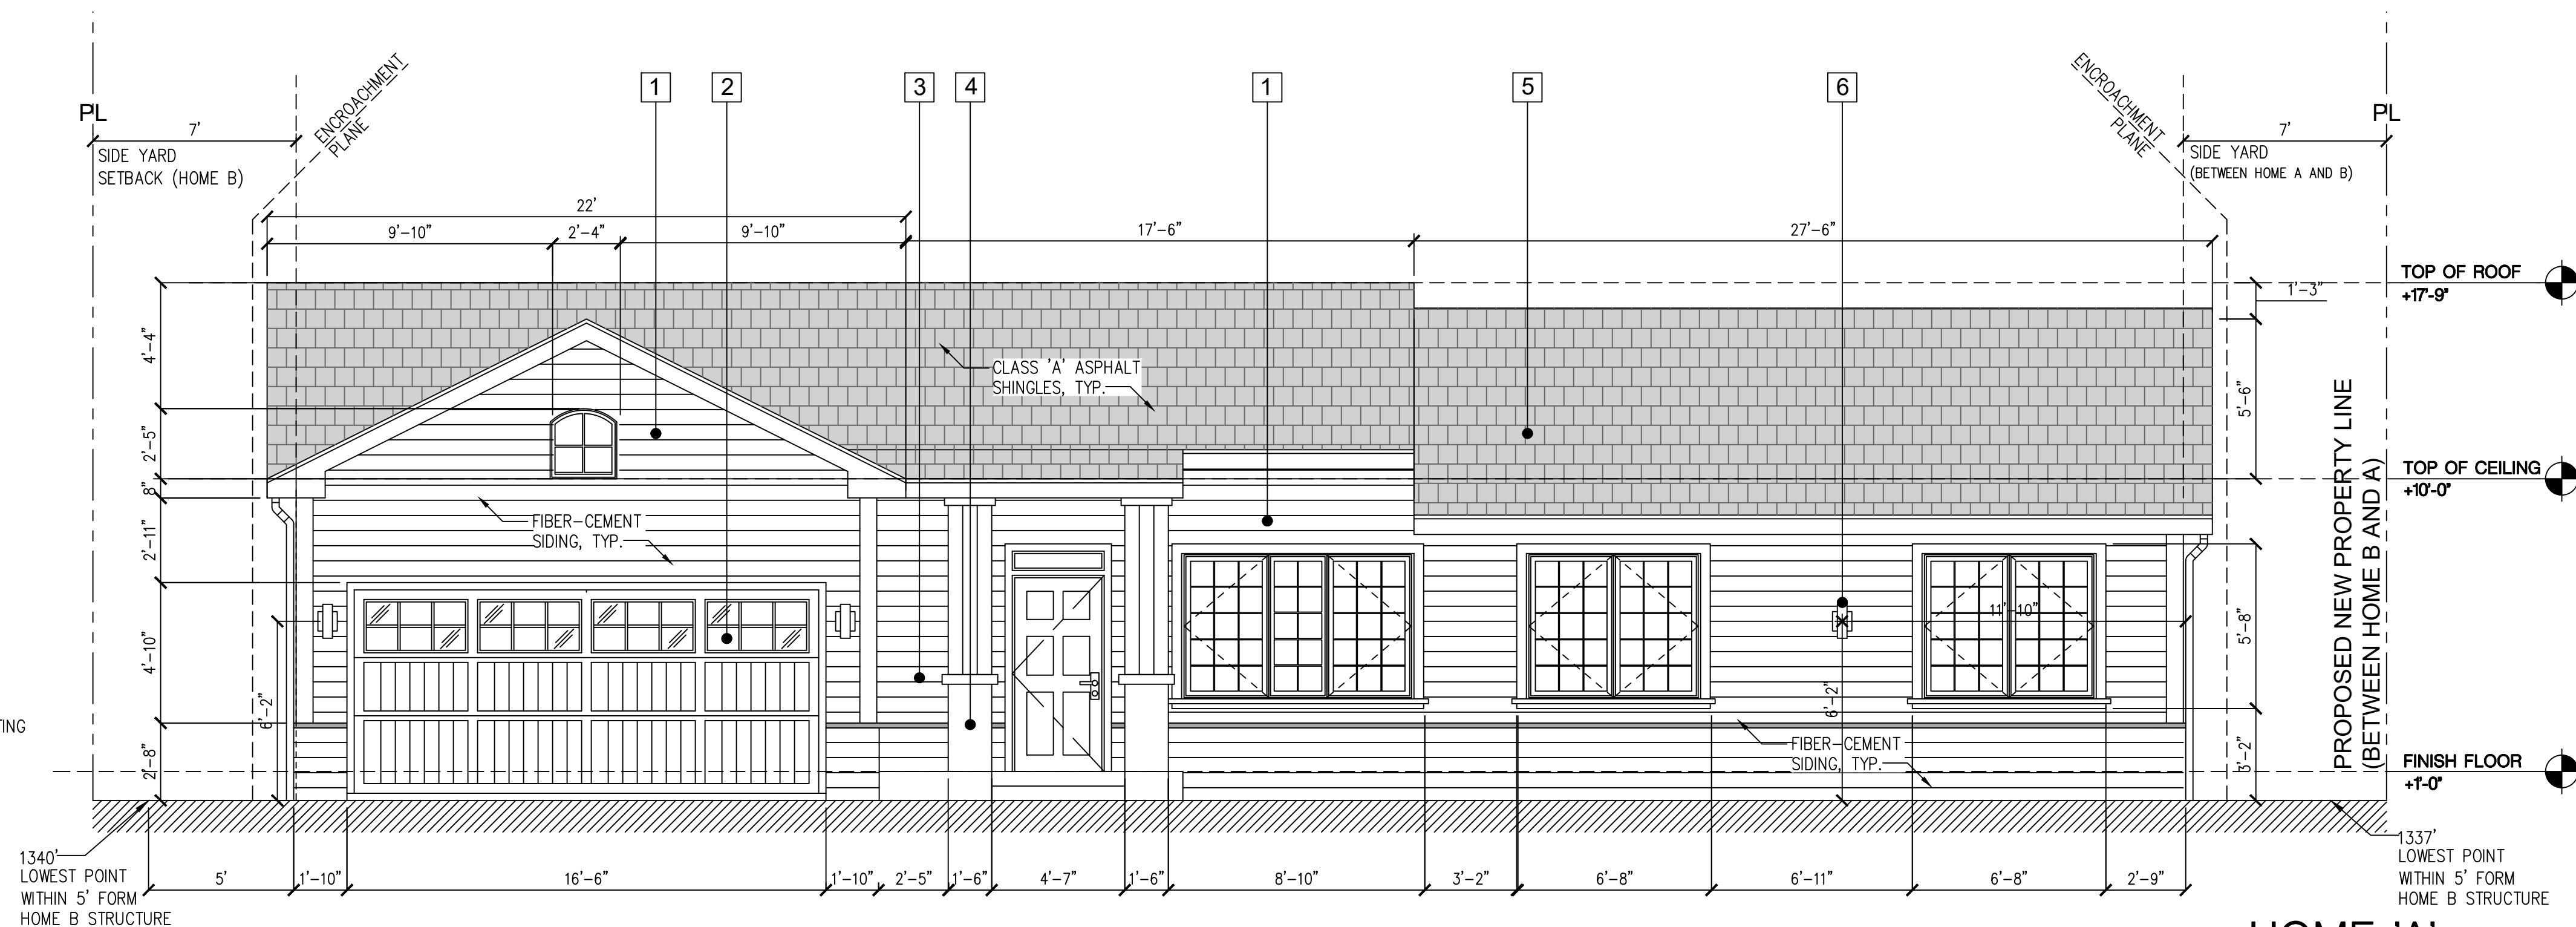 ENCROACHMENT
PLANE
ENCROACHMENT
PLANE
1
2
3
4
1
5
6
PL
7'
SIDE YARD
SETBACK (HOME B)
PL
7'
SIDE YARD
(BETWEEN HOME A AND B)
22'
9'-10"
2'-4"
9'-10"
17'-6"
27'-6"
TOP OF ROOF
+17'-9"
1'-3"
4'-4"
CLASS 'A' ASPHALT
SHINGLES, TYP.
5'-6"
2'-5"
8"
TOP OF CEILING
+10'-0"
FIBER-CEMENT
SIDING, TYP.
2'-11"
4'-10"
11'-10"
5'-8"
PROPOSED NEW PROPERTY LINE
(BETWEEN HOME B AND A)
6'-2"
6'-2"
TING
2'-8"
FIBER-CEMENT
SIDING, TYP.
3'-2"
FINISH FLOOR
+1'-0"
1340'
LOWEST POINT
WITHIN 5' FORM
HOME B STRUCTURE
5'
1'-10"
16'-6"
1'-10"
2'-5"
1'-6"
4'-7"
1'-6"
8'-10"
3'-2"
6'-8"
6'-11"
6'-8"
2'-9"
1337'
LOWEST POINT
WITHIN 5' FORM
HOME B STRUCTURE
HOME 'A'